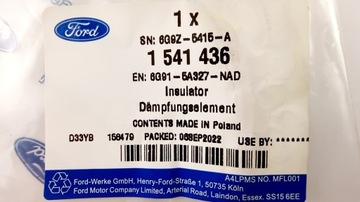 1 x
Ford
SN: 6G9Z-5415-A
1 541 436
EN: 6G91-5A327-NAD
Insulator
Dämpfungselement
CONTENTS MADE IN Poland
D33YB 156479 PACKED: 06SEP2022 USE BY: *******
A4LPMS NO. MFL001
Ford-Werke GmbH, Henry-Ford-Straße 1, 50735 Köln
Ford Motor Company Limited, Arterial Road, Laindon, Essex. SS15 6EE